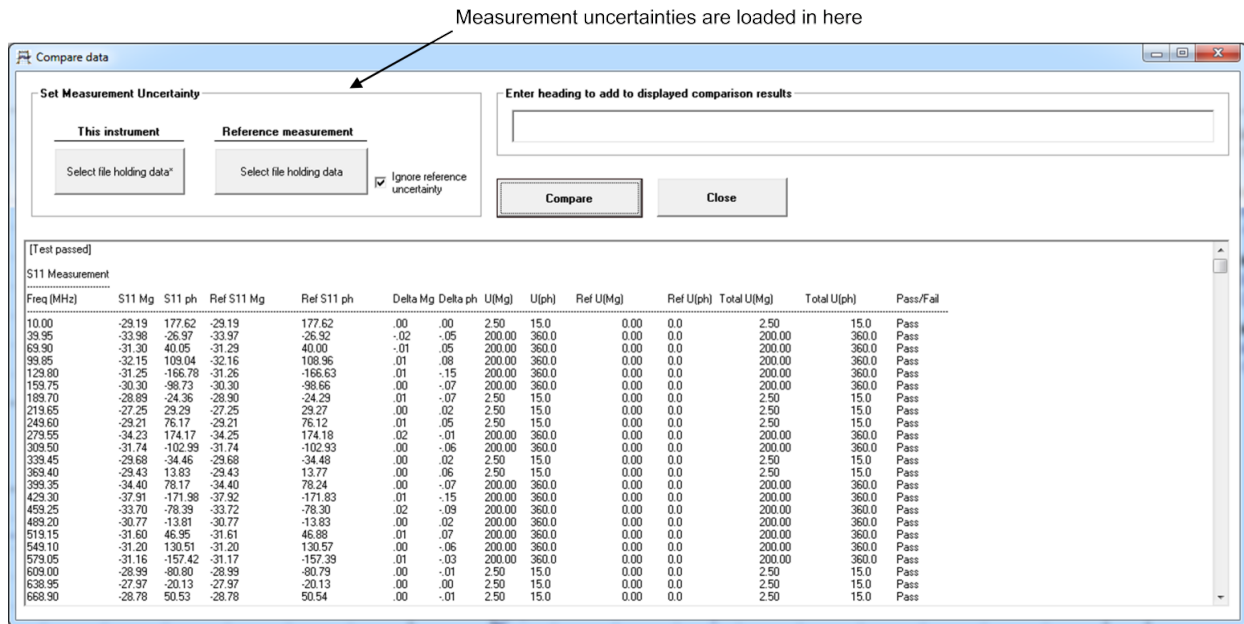 Measurement uncertainties are loaded in here
Compare data
Set Measurement Uncertainty
This instrument Reference measurement
Select file holding data* Select file holding data
Ignore reference
uncertainty
Enter heading to add to displayed comparison results
Compare Close
[Test passed]
S11 Measurement
Freq (MHz) S11 Mg S11 ph Ref S11 Mg Ref S11 ph Delta Mg Delta ph U(Mg) U(ph) Ref U(Mg) Ref U(ph) Total U(Mg) Total U(ph) Pass/Fail
10.00 -29.19 177.62 -29.19 177.62 .00 .00 2.50 15.0 0.00 0.0 2.50 15.0 Pass
39.95 -33.98 -26.97 -33.97 -26.92 -.02 -.05 200.00 360.0 0.00 0.0 200.00 360.0 Pass
69.90 -31.30 40.05 -31.29 40.00 -.01 .05 200.00 360.0 0.00 0.0 200.00 360.0 Pass
99.85 -32.15 109.04 -32.16 108.96 .01 .08 200.00 360.0 0.00 0.0 200.00 360.0 Pass
129.80 -31.25 -166.78 -31.26 -166.63 .01 -.15 200.00 360.0 0.00 0.0 200.00 360.0 Pass
159.75 -30.30 -98.73 -30.30 -98.66 .00 -.07 200.00 360.0 0.00 0.0 200.00 360.0 Pass
189.70 -28.89 -24.36 -28.90 -24.29 .01 -.07 2.50 15.0 0.00 0.0 2.50 15.0 Pass
219.65 -27.25 29.29 -27.25 29.27 .00 .02 2.50 15.0 0.00 0.0 2.50 15.0 Pass
249.60 -29.21 76.17 -29.21 76.12 .01 .05 2.50 15.0 0.00 0.0 2.50 15.0 Pass
279.55 -34.23 174.17 -34.25 174.18 .02 -.01 200.00 360.0 0.00 0.0 200.00 360.0 Pass
309.50 -31.74 -102.99 -31.74 -102.93 .00 -.06 200.00 360.0 0.00 0.0 200.00 360.0 Pass
339.45 -29.68 -34.46 -29.68 -34.48 .00 .02 2.50 15.0 0.00 0.0 2.50 15.0 Pass
369.40 -29.43 13.83 -29.43 13.77 .00 .06 2.50 15.0 0.00 0.0 2.50 15.0 Pass
399.35 -34.40 78.17 -34.40 78.24 .00 -.07 200.00 360.0 0.00 0.0 200.00 360.0 Pass
429.30 -37.91 -171.98 -37.92 -171.83 .01 -.15 200.00 360.0 0.00 0.0 200.00 360.0 Pass
459.25 -33.70 -78.39 -33.72 -78.30 .02 -.09 200.00 360.0 0.00 0.0 200.00 360.0 Pass
489.20 -30.77 -13.81 -30.77 -13.83 .00 .02 200.00 360.0 0.00 0.0 200.00 360.0 Pass
519.15 -31.60 46.95 -31.61 46.88 .01 .07 200.00 360.0 0.00 0.0 200.00 360.0 Pass
549.10 -31.20 130.51 -31.20 130.57 .00 -.06 200.00 360.0 0.00 0.0 200.00 360.0 Pass
579.05 -31.16 -157.42 -31.17 -157.39 .01 -.03 200.00 360.0 0.00 0.0 200.00 360.0 Pass
609.00 -28.99 -80.80 -28.99 -80.79 .00 -.01 2.50 15.0 0.00 0.0 2.50 15.0 Pass
638.95 -27.97 -20.13 -27.97 -20.13 .00 .00 2.50 15.0 0.00 0.0 2.50 15.0 Pass
668.90 -28.78 50.53 -28.78 50.54 .00 -.01 2.50 15.0 0.00 0.0 2.50 15.0 Pass